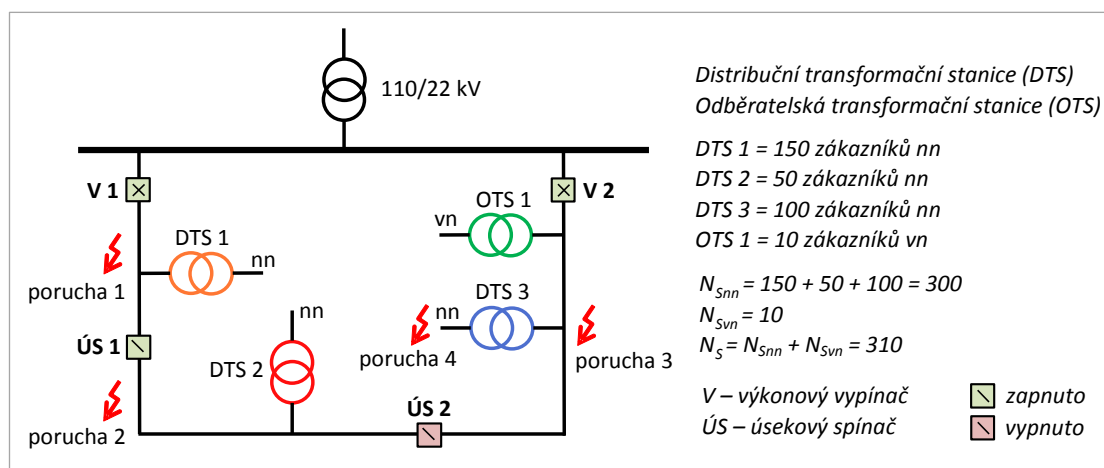 110/22 kV
V 1
V 2
OTS 1
vn
DTS 1
nn
porucha 1
DTS 3
nn
nn
porucha 4
porucha 3
ÚS 1
DTS 2
ÚS 2
porucha 2
Distribuční transformační stanice (DTS)
Odběratelská transformační stanice (OTS)
DTS 1 = 150 zákazníků nn
DTS 2 = 50 zákazníků nn
DTS 3 = 100 zákazníků nn
OTS 1 = 10 zákazníků vn
N_Snn = 150 + 50 + 100 = 300
N_Svn = 10
N_S = N_Snn + N_Svn = 310
V – výkonový vypínač
zapnuto
ÚS – úsekový spínač
vypnuto